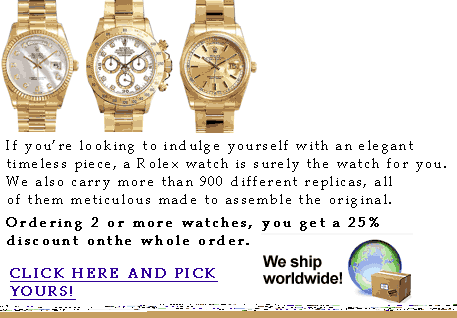 If you're looking to indulge yourself with an elegant
timeless piece, a Rolex watch is surely the watch for you.
We also carry more than 900 different replicas, all
of them meticulous made to assemble the original.
Ordering 2 or more watches, you get a 25%
discount onthe whole order.
We ship
worldwide!
CLICK HERE AND PICK
YOURS!